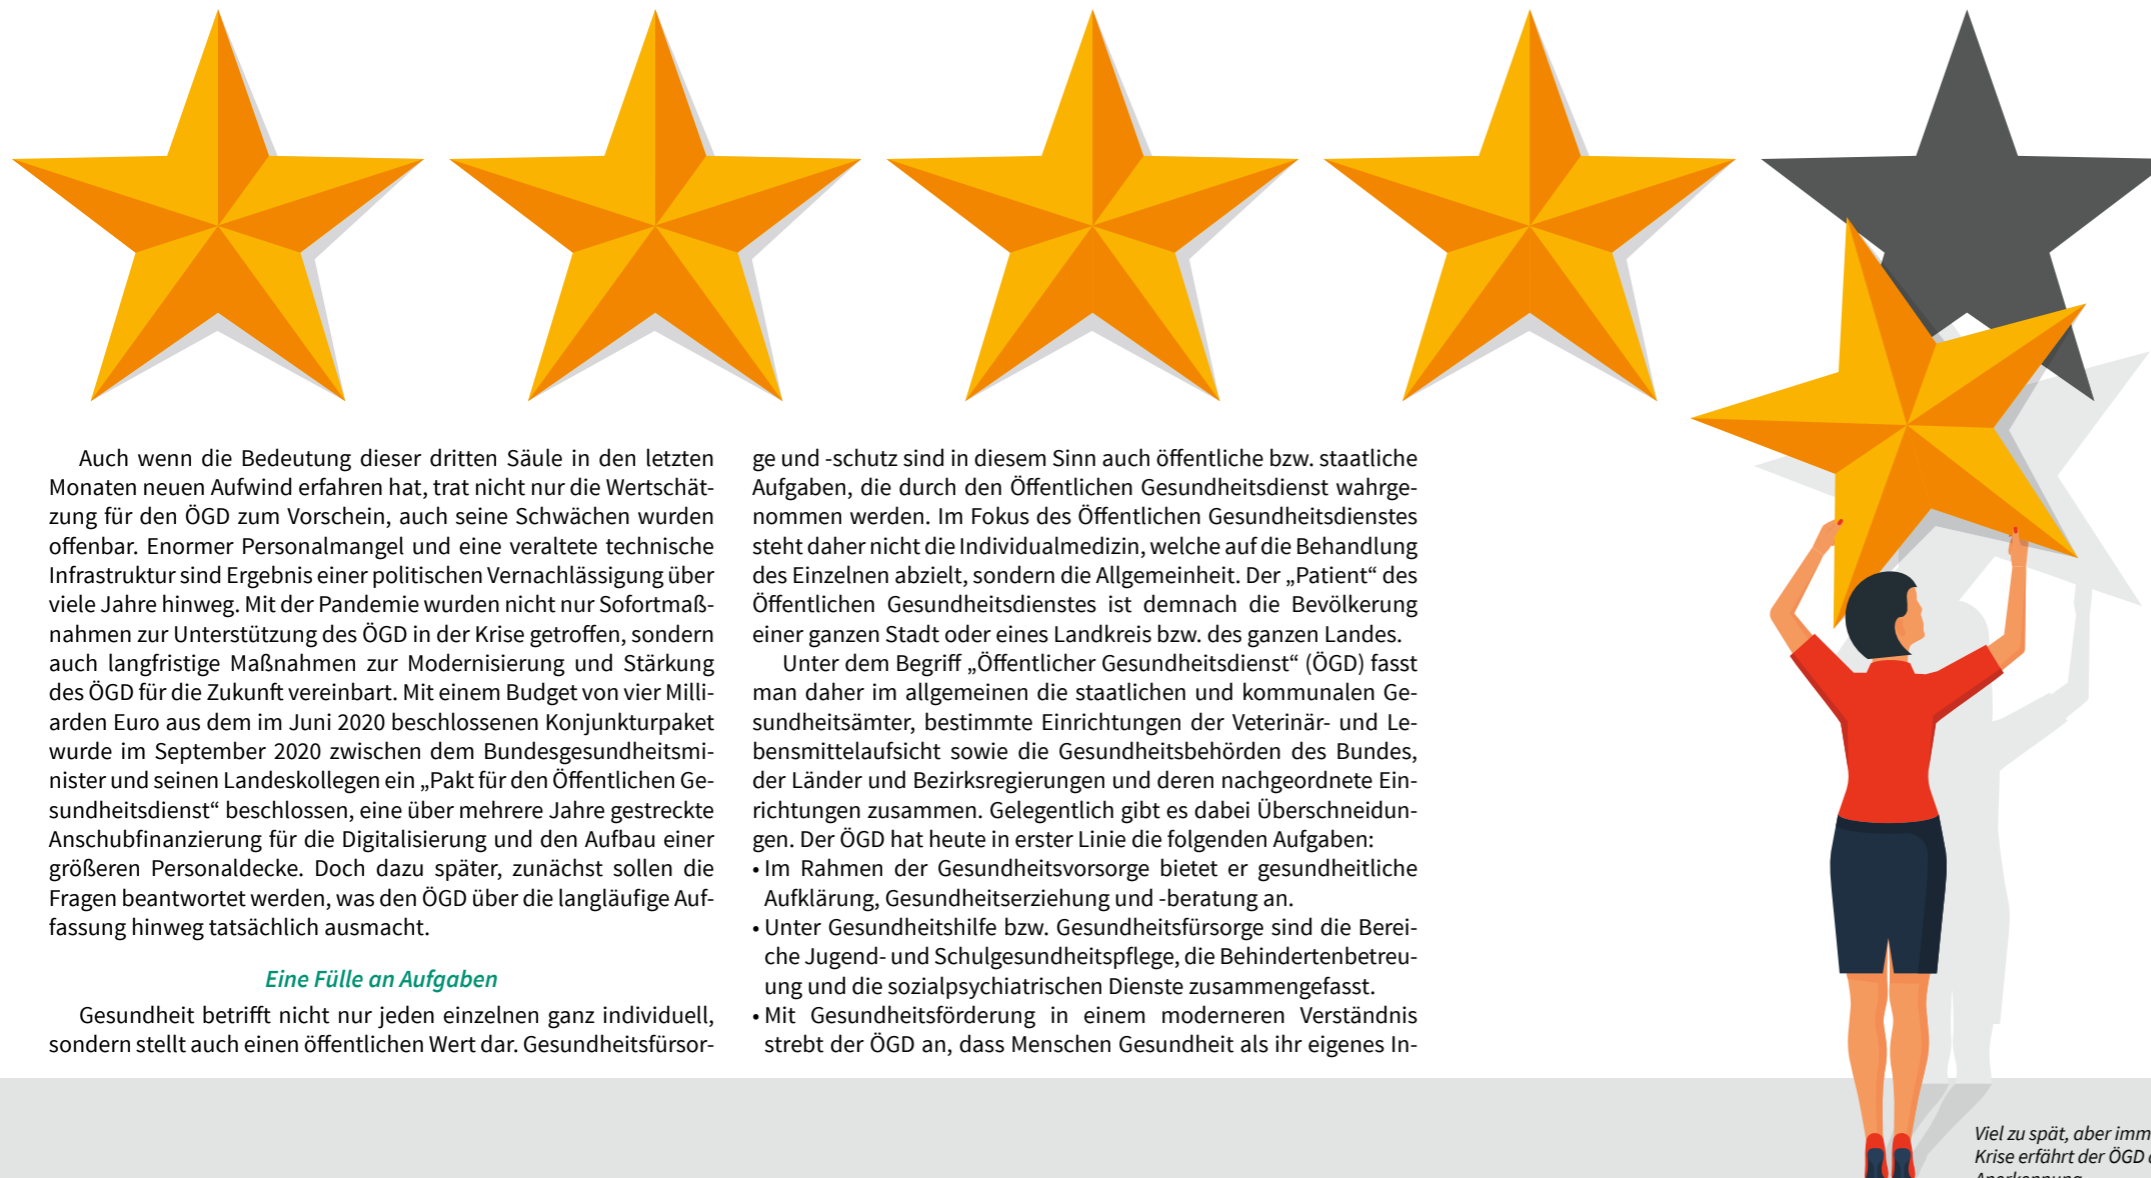 Auch wenn die Bedeutung dieser dritten Säule in den letzten
Monaten neuen Aufwind erfahren hat, trat nicht nur die Wertschät-
zung für den ÖGD zum Vorschein, auch seine Schwächen wurden
offenbar. Enormer Personalmangel und eine veraltete technische
Infrastruktur sind Ergebnis einer politischen Vernachlässigung über
viele Jahre hinweg. Mit der Pandemie wurden nicht nur Sofortmaß-
nahmen zur Unterstützung des ÖGD in der Krise getroffen, sondern
auch langfristige Maßnahmen zur Modernisierung und Stärkung
des ÖGD für die Zukunft vereinbart. Mit einem Budget von vier Milli-
arden Euro aus dem im Juni 2020 beschlossenen Konjunkturpaket
wurde im September 2020 zwischen dem Bundesgesundheitsmi-
nister und seinen Landeskollegen ein „Pakt für den Öffentlichen Ge-
sundheitsdienst“ beschlossen, eine über mehrere Jahre gestreckte
Anschubfinanzierung für die Digitalisierung und den Aufbau einer
größeren Personaldecke. Doch dazu später, zunächst sollen die
Fragen beantwortet werden, was den ÖGD über die langläufige Auf-
fassung hinweg tatsächlich ausmacht.
Eine Fülle an Aufgaben
Gesundheit betrifft nicht nur jeden einzelnen ganz individuell,
sondern stellt auch einen öffentlichen Wert dar. Gesundheitsfürsor-
ge und -schutz sind in diesem Sinn auch öffentliche bzw. staatliche
Aufgaben, die durch den Öffentlichen Gesundheitsdienst wahrge-
nommen werden. Im Fokus des Öffentlichen Gesundheitsdienstes
steht daher nicht die Individualmedizin, welche auf die Behandlung
des Einzelnen abzielt, sondern die Allgemeinheit. Der „Patient“ des
Öffentlichen Gesundheitsdienstes ist demnach die Bevölkerung
einer ganzen Stadt oder eines Landkreis bzw. des ganzen Landes.
Unter dem Begriff „Öffentlicher Gesundheitsdienst“ (ÖGD) fasst
man daher im allgemeinen die staatlichen und kommunalen Ge-
sundheitsämter, bestimmte Einrichtungen der Veterinär- und Le-
bensmittelaufsicht sowie die Gesundheitsbehörden des Bundes,
der Länder und Bezirksregierungen und deren nachgeordnete Ein-
richtungen zusammen. Gelegentlich gibt es dabei Überschneidun-
gen. Der ÖGD hat heute in erster Linie die folgenden Aufgaben:
• Im Rahmen der Gesundheitsvorsorge bietet er gesundheitliche
Aufklärung, Gesundheitserziehung und -beratung an.
• Unter Gesundheitshilfe bzw. Gesundheitsfürsorge sind die Berei-
che Jugend- und Schulgesundheitspflege, die Behindertenbetreu-
ung und die sozialpsychiatrischen Dienste zusammengefasst.
• Mit Gesundheitsförderung in einem moderneren Verständnis
strebt der ÖGD an, dass Menschen Gesundheit als ihr eigenes In-
Viel zu spät, aber
Krise erfährt der ÖGD